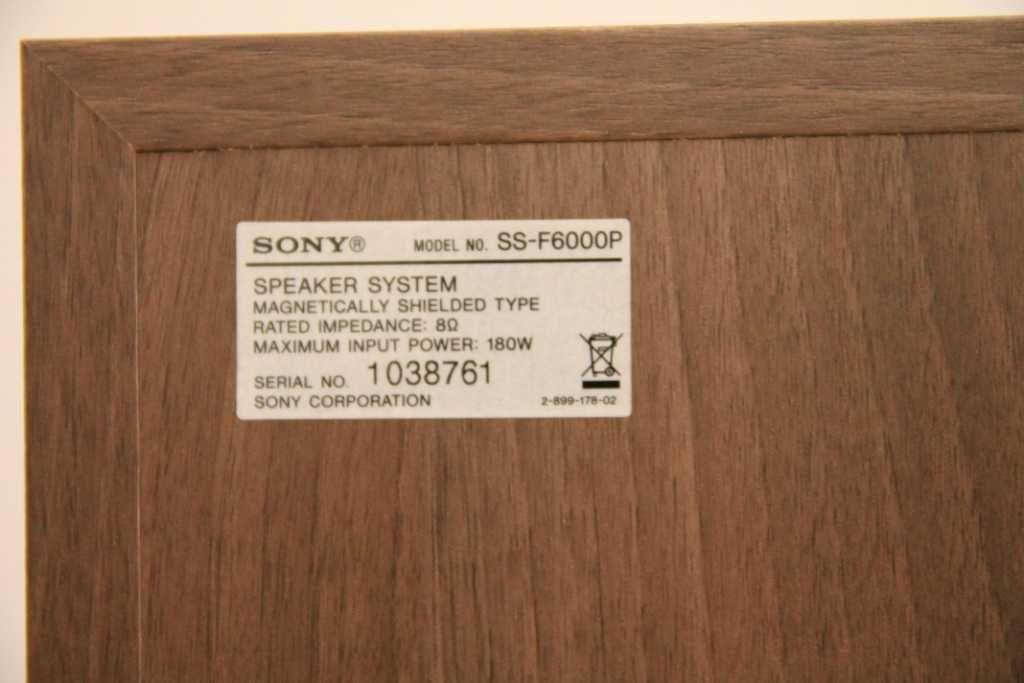 SONY® MODEL NO. SS-F6000P
SPEAKER SYSTEM
MAGNETICALLY SHIELDED TYPE
RATED IMPEDANCE: 8Ω
MAXIMUM INPUT POWER: 180W
SERIAL NO. 1038761
SONY CORPORATION 2-899-178-02